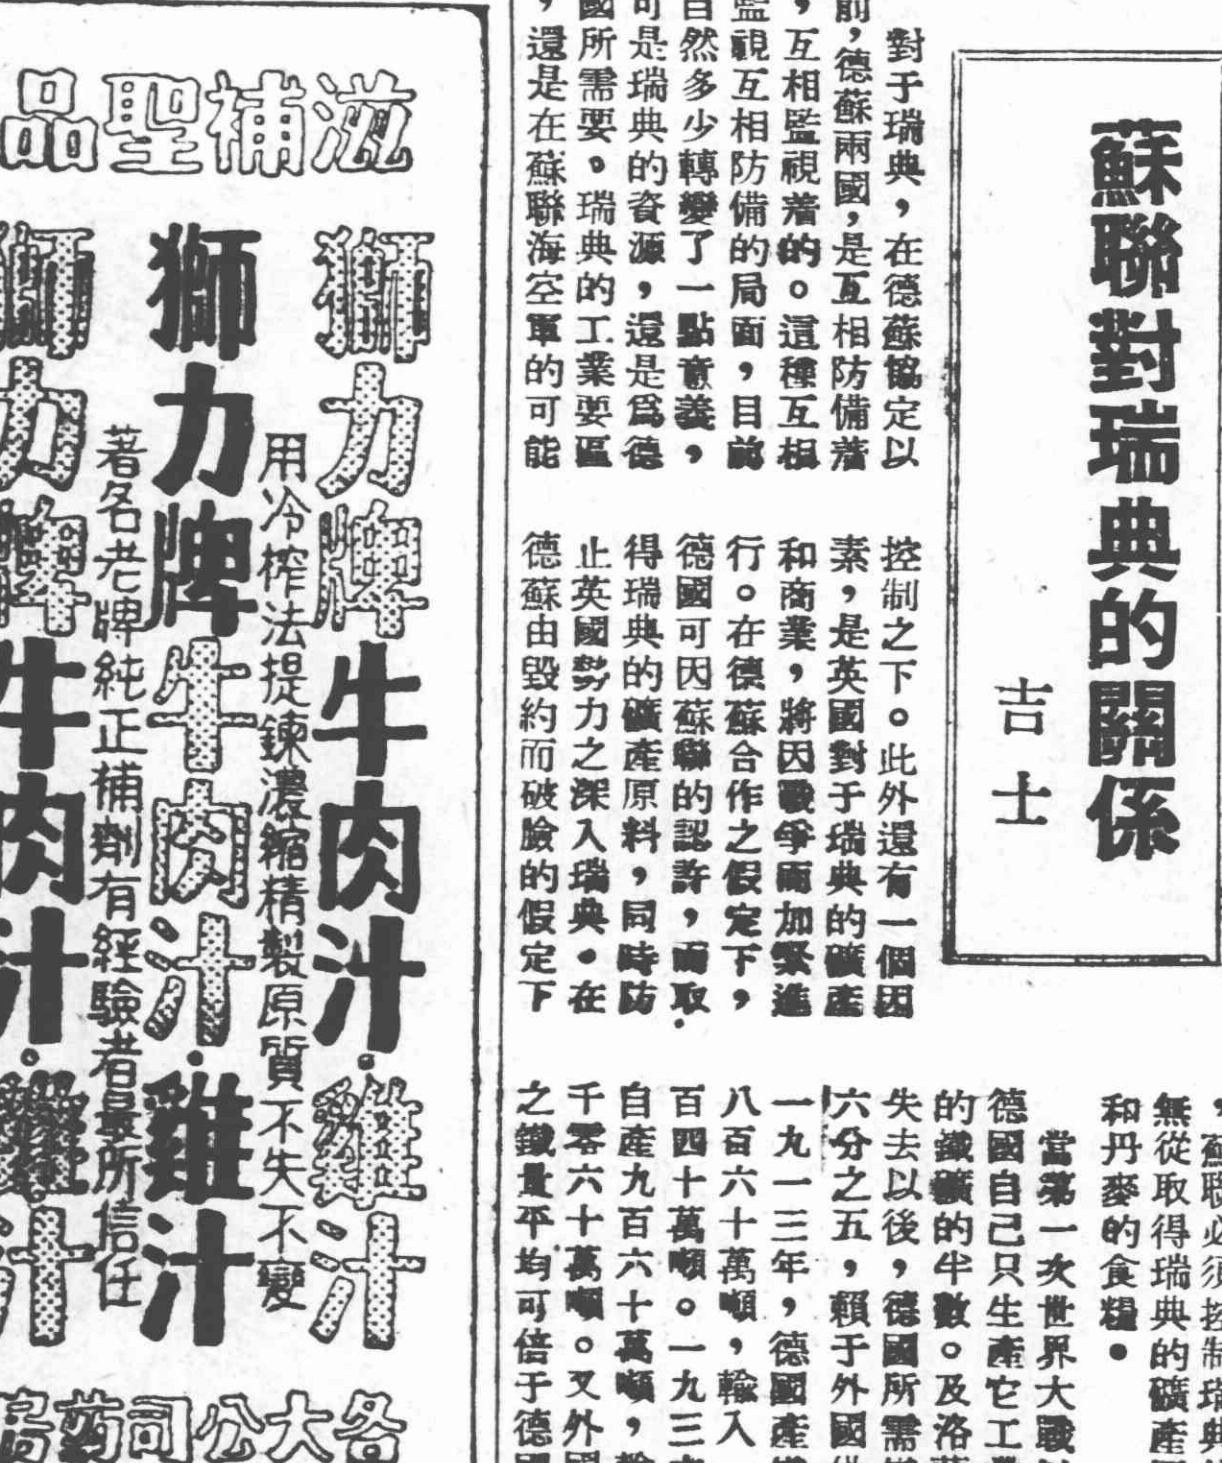 蘇聯對瑞典的關係
吉士
對于瑞典，在德蘇協定以
前，德蘇兩國，是互相防備着
，互相監視着的。這種互相
監視互相防備的局面，目前
自然多少轉變了一點意義，
可是瑞典的資源，還是爲德
國所需要。瑞典的工業要區
，還是在蘇聯海空軍的可能
控制之下。此外還有一個因
素，是英國對于瑞典的礦產
和商業，將因戰爭而加緊進
行。在德蘇合作之假定下，
德國可因蘇聯的認許，而取
得瑞典的礦產原料，同時防
止英國勢力之深入瑞典。在
德蘇由毀約而破臉的假定下
，蘇聯必須控制瑞典
無從取得瑞典的礦產
和丹麥的食糧。
當第一次世界大戰
德國自己只生產它工
的鐵礦的半數。及洛
失去以後，德國所需
六分之五，賴于外國
一九一三年，德國產
八百六十萬噸，輸入
百四十萬噸。一九三
自產九百六十萬噸，
千零六十萬噸。又外
之鐵量平均可倍于德
滋補聖品
獅力牌牛肉汁·雞汁
用冷榨法提鍊濃縮精製原質不失不變
獅力牌牛肉汁·雞汁
著名老牌純正補劑有經驗者最所信任
獅力牌牛肉汁·雞汁
各大公司药房